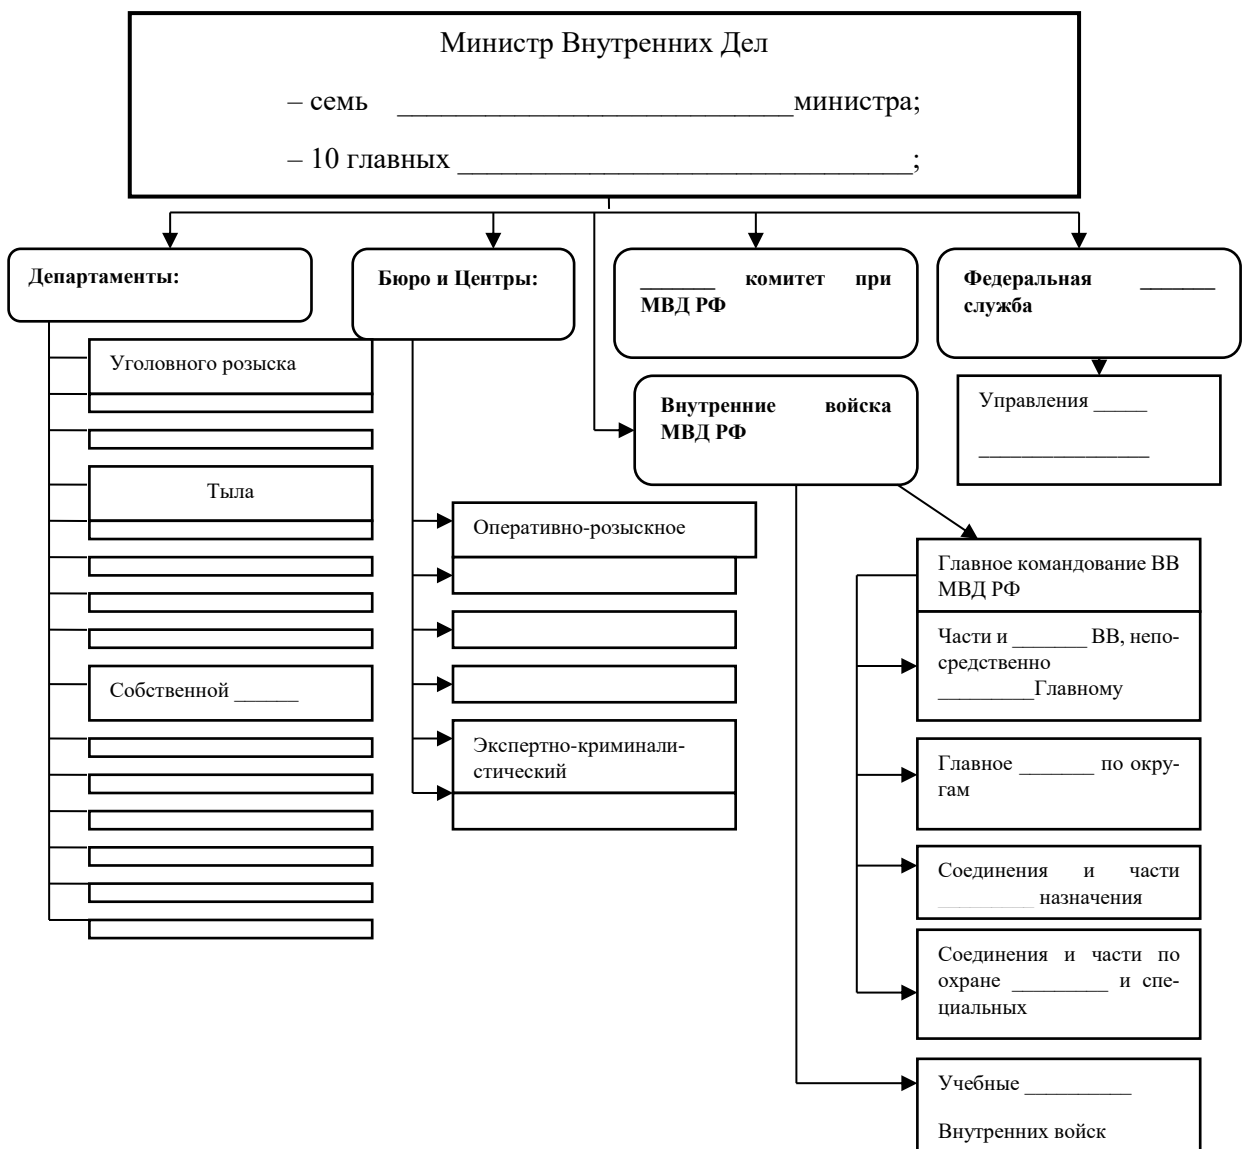 Министр Внутренних Дел
– семь ___________________________министра;
– 10 главных _______________________________;
Департаменты:
Уголовного розыска
Тыла
Собственной ______
Бюро и Центры:
Оперативно-розыскное
Экспертно-криминали-
стический
_______ комитет при
МВД РФ
Внутренние войска
МВД РФ
Федеральная _______
служба
Управления _____
________________
Главное командование ВВ
МВД РФ
Части и _______ ВВ, непо-
средственно
_________Главному
Главное _______ по окру-
гам
Соединения и части
_________ назначения
Соединения и части по
охране _________ и спе-
циальных
Учебные __________
Внутренних войск